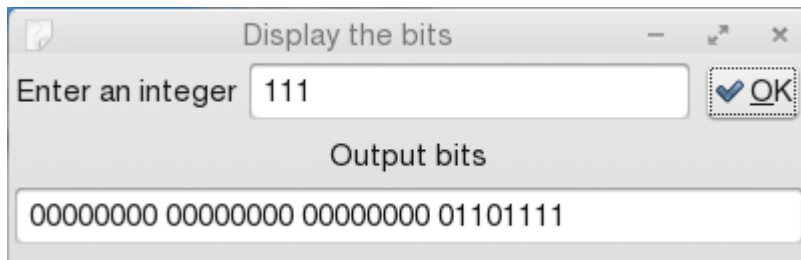 Display the bits
Enter an integer 111 OK
Output bits
00000000 00000000 00000000 01101111